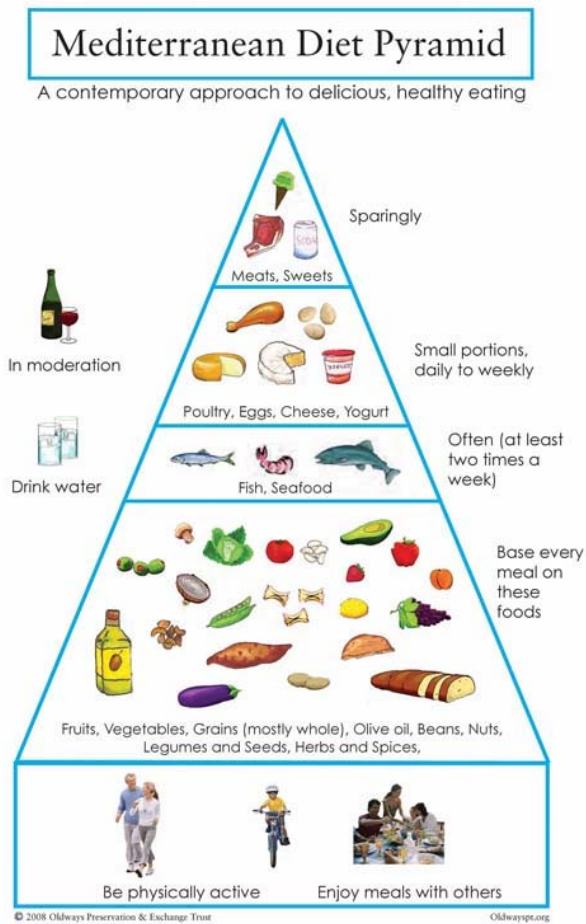 Mediterranean Diet Pyramid
A contemporary approach to delicious, healthy eating
Sparingly
SODA
Meats, Sweets
In moderation
Small portions,
daily to weekly
Poultry, Eggs, Cheese, Yogurt
Often (at least
two times a
week)
Drink water
Fish, Seafood
Base every
meal on
these
foods
Fruits, Vegetables, Grains (mostly whole), Olive oil, Beans, Nuts,
Legumes and Seeds, Herbs and Spices,
Be physically active
Enjoy meals with others
© 2008 Oldways Preservation & Exchange Trust
Oldwayspt.org